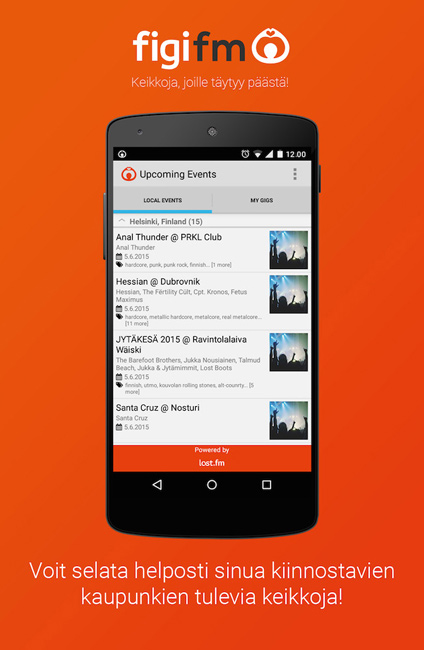 figifm
Keikkoja, joille täytyy päästä!
12.00
Upcoming Events
LOCAL EVENTS
MY GIGS
Helsinki, Finland (15)
Anal Thunder @ PRKL Club
Anal Thunder
5.6.2015
hardcore, punk, punk rock, finnish... [1 more]
Hessian @ Dubrovnik
Hessian, The Fërtility Cült, Cpt. Kronos, Fetus
Maximus
5.6.2015
hardcore, metallic hardcore, metalcore, real metalcore...
[11 more]
JYTÄKESÄ 2015 @ Ravintolalaiva
Wäiski
The Barefoot Brothers, Jukka Nousiainen, Talmud
Beach, Jukka & Jytämimmit, Lost Boots
5.6.2015
finnish, utmo, kouvolan rolling stones, alt-counrty... [5
more]
Santa Cruz @ Nosturi
Santa Cruz
5.6.2015
Powered by
lost.fm
Voit selata helposti sinua kiinnostavien
kaupunkien tulevia keikkoja!